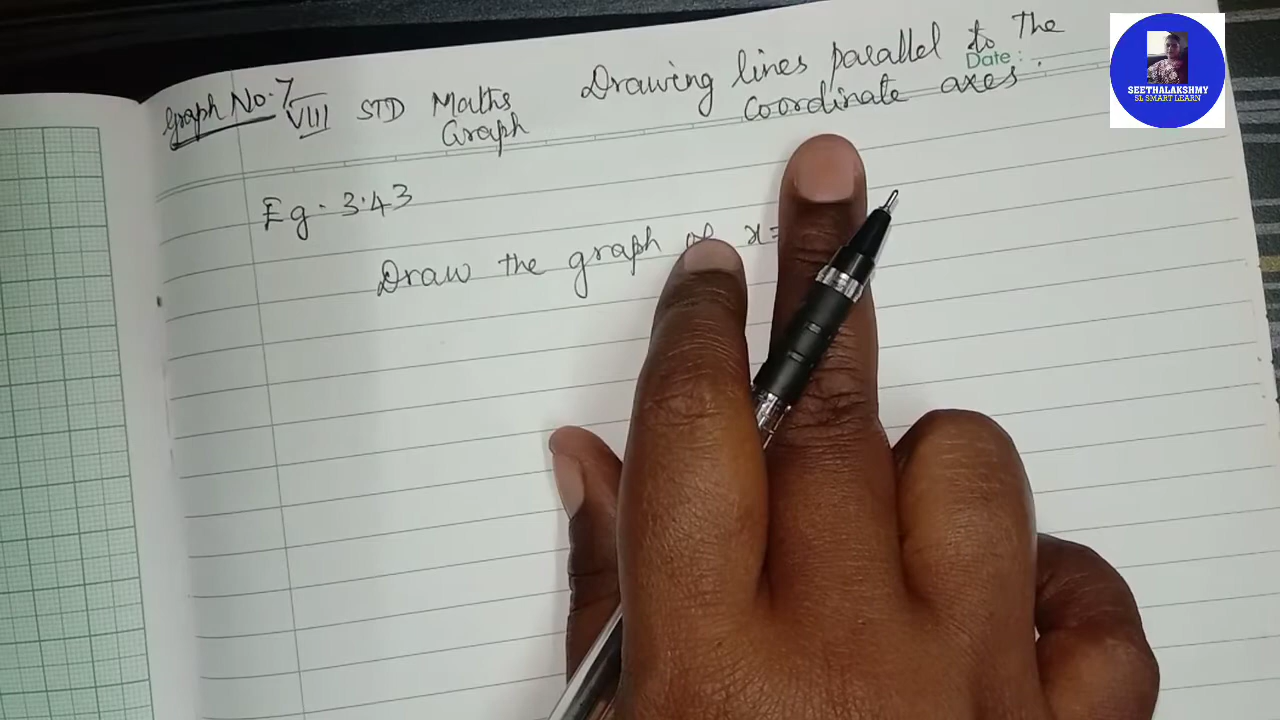 Graph No. 7
VIII STD Maths
Graph
Drawing lines parallel to the
Coordinate axes.
Date :
Eg. 3.43
Draw the graph of x=
SEETHALAKSHMY
SL SMART LEARN